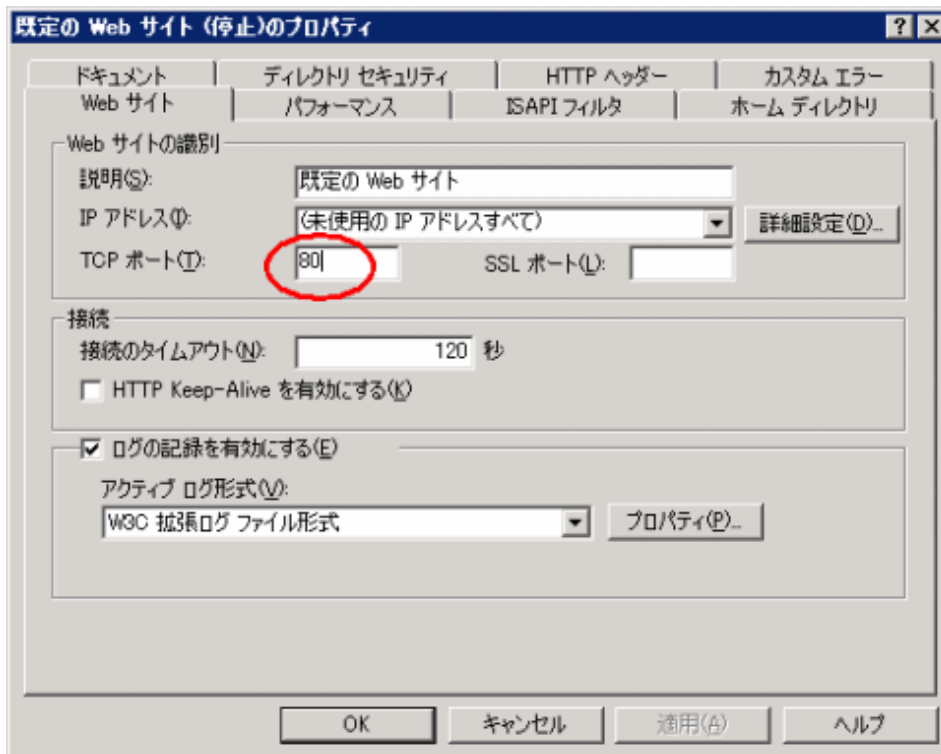 既定の Web サイト (停止)のプロパティ
ドキュメント ディレクトリ セキュリティ HTTP ヘッダー カスタム エラー
Web サイト パフォーマンス ISAPI フィルタ ホーム ディレクトリ
Web サイトの識別
説明(S): 既定の Web サイト
IP アドレス(I): (未使用の IP アドレスすべて) 詳細設定(D)...
TCP ポート(T): 80 SSL ポート(L):
接続
接続のタイムアウト(N): 120 秒
HTTP Keep-Alive を有効にする(K)
ログの記録を有効にする(E)
アクティブ ログ形式(V):
W3C 拡張ログ ファイル形式 プロパティ(P)...
OK キャンセル 適用(A) ヘルプ